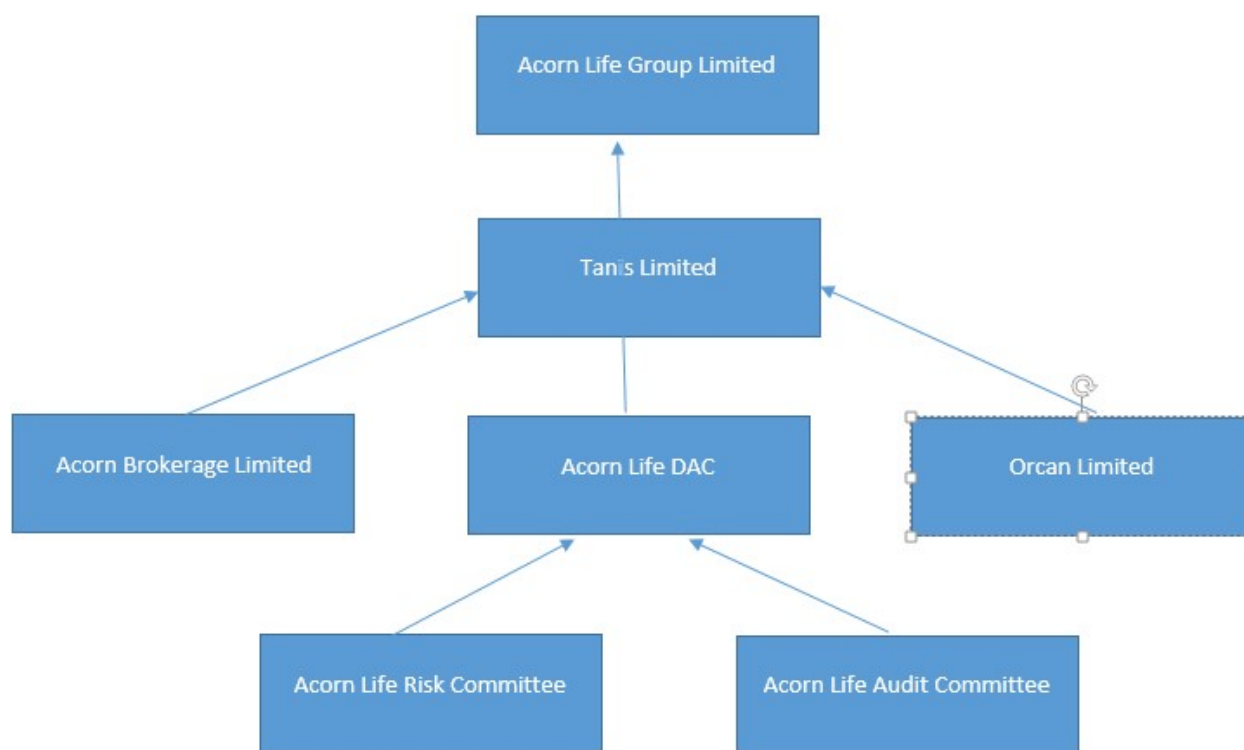 Acorn Life Group Limited
Tanis Limited
Acorn Brokerage Limited
Acorn Life DAC
Orcan Limited
Acorn Life Risk Committee
Acorn Life Audit Committee